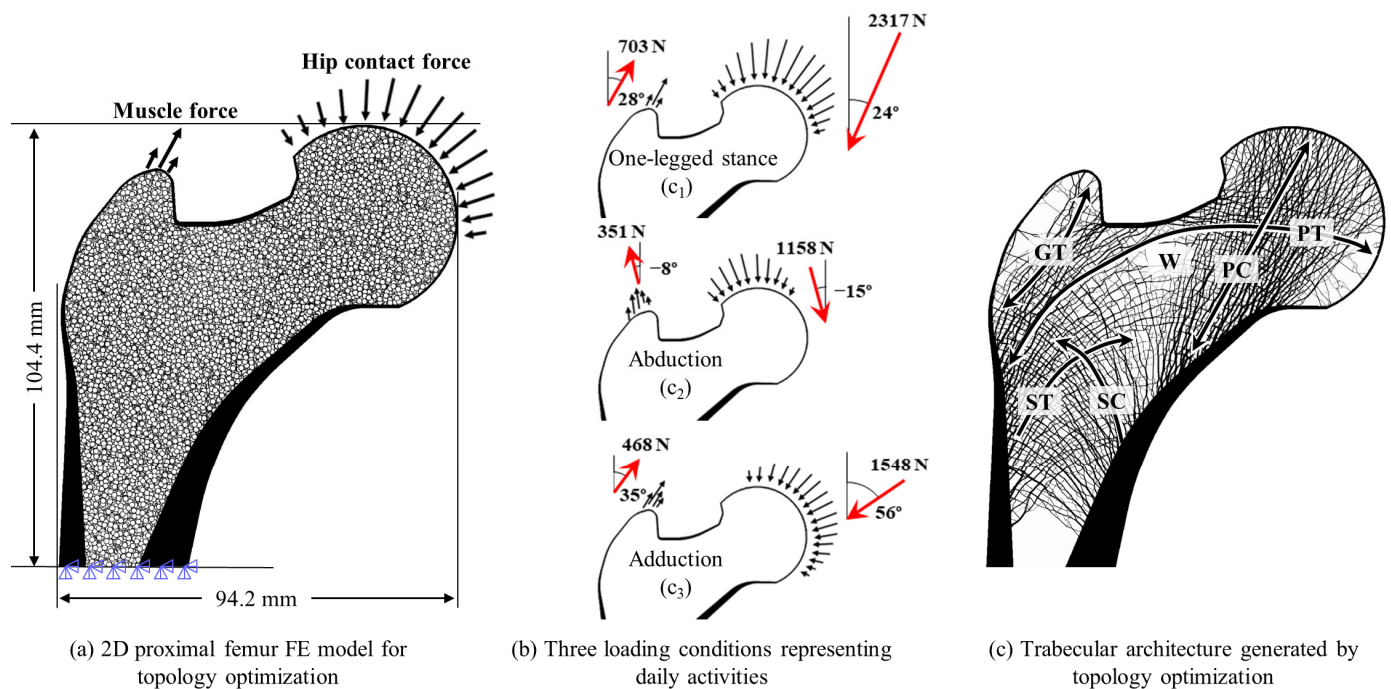 Hip contact force
Muscle force
104.4 mm
94.2 mm
(a) 2D proximal femur FE model for
topology optimization
703 N
28°
2317 N
24°
One-legged stance
(c₁)
351 N
−8°
1158 N
−15°
Abduction
(c₂)
468 N
35°
1548 N
56°
Adduction
(c₃)
(b) Three loading conditions representing
daily activities
GT
W
PT
PC
ST
SC
(c) Trabecular architecture generated by
topology optimization